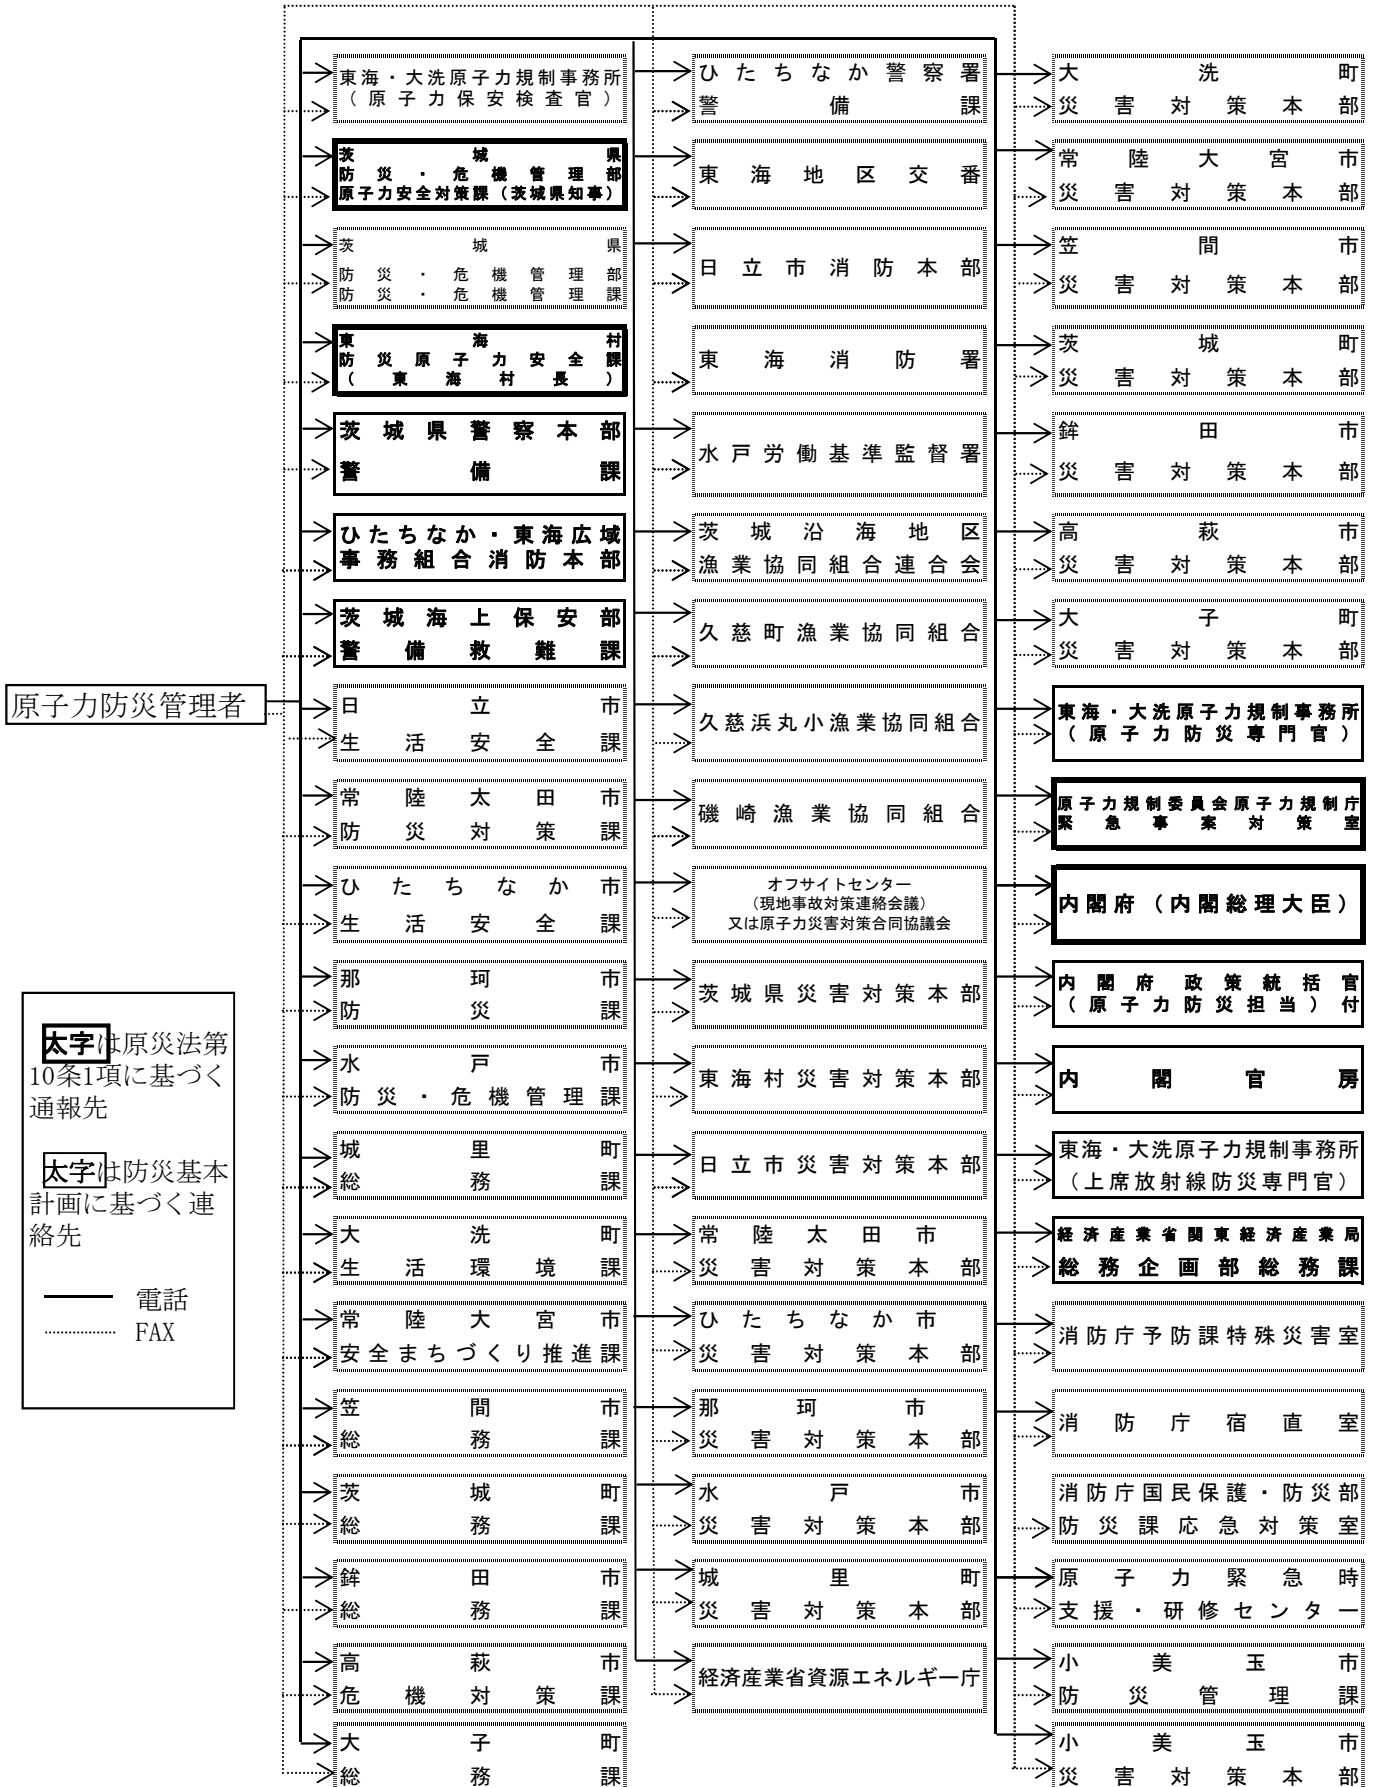 原子力防災管理者
太字は原災法第
10条1項に基づく
通報先
太字は防災基本
計画に基づく連
絡先
電話
FAX
東海・大洗原子力規制事務所
（原子力保安検査官）
茨城県
防災・危機管理部
原子力安全対策課（茨城県知事）
茨城県
防災・危機管理部
防災・危機管理課
東海村
防災原子力安全課
（東海村長）
茨城県警察本部
警備課
ひたちなか・東海広域
事務組合消防本部
茨城海上保安部
警備救難課
日立市
生活安全課
常陸太田市
防災対策課
ひたちなか市
生活安全課
那珂市
防災課
水戸市
防災・危機管理課
城里町
総務課
大洗町
生活環境課
常陸大宮市
安全まちづくり推進課
笠間市
総務課
茨城町
総務課
鉾田市
総務課
高萩市
危機対策課
大子町
総務課
ひたちなか警察署
警備課
東海地区交番
日立市消防本部
東海消防署
水戸労働基準監督署
茨城沿海地区
漁業協同組合連合会
久慈町漁業協同組合
久慈浜丸小漁業協同組合
磯崎漁業協同組合
オフサイトセンター
（現地事故対策連絡会議）
又は原子力災害対策合同協議会
茨城県災害対策本部
東海村災害対策本部
日立市災害対策本部
常陸太田市
災害対策本部
ひたちなか市
災害対策本部
那珂市
災害対策本部
水戸市
災害対策本部
城里町
災害対策本部
経済産業省資源エネルギー庁
大洗町
災害対策本部
常陸大宮市
災害対策本部
笠間市
災害対策本部
茨城町
災害対策本部
鉾田市
災害対策本部
高萩市
災害対策本部
大子町
災害対策本部
東海・大洗原子力規制事務所
（原子力防災専門官）
原子力規制委員会原子力規制庁
緊急事案対策室
内閣府（内閣総理大臣）
内閣府政策統括官
（原子力防災担当）付
内閣官房
東海・大洗原子力規制事務所
（上席放射線防災専門官）
経済産業省関東経済産業局
総務企画部総務課
消防庁予防課特殊災害室
消防庁宿直室
消防庁国民保護・防災部
防災課応急対策室
原子力緊急時
支援・研修センター
小美玉市
防災管理課
小美玉市
災害対策本部